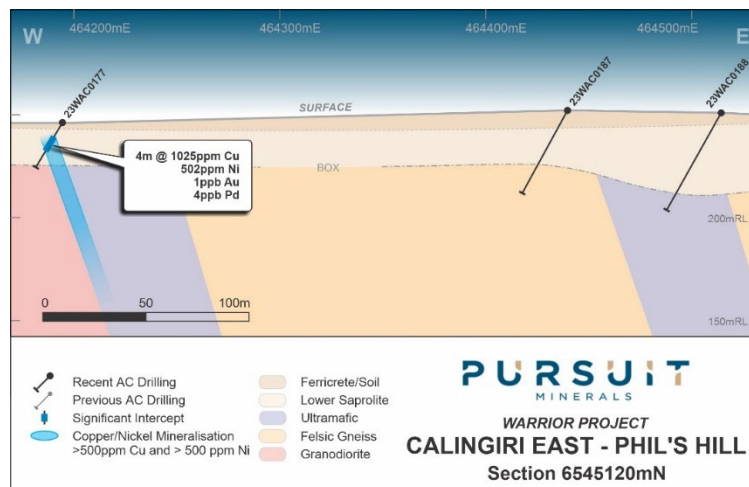 W
464200mE
464300mE
464400mE
464500mE
E
23WAC0177
SURFACE
23WAC0187
23WAC0188
4m @ 1025ppm Cu
502ppm Ni
1ppb Au
4ppb Pd
BOX
200mRL
150mRL
0 50 100m
Recent AC Drilling
Previous AC Drilling
Significant Intercept
Copper/Nickel Mineralisation
>500ppm Cu and > 500 ppm Ni
Ferricrete/Soil
Lower Saprolite
Ultramafic
Felsic Gneiss
Granodiorite
PURSUIT
MINERALS
WARRIOR PROJECT
CALINGIRI EAST - PHIL'S HILL
Section 6545120mN